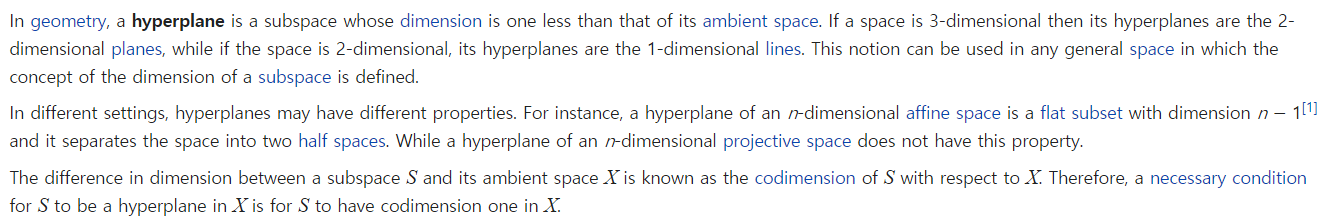 In geometry, a hyperplane is a subspace whose dimension is one less than that of its ambient space. If a space is 3-dimensional then its hyperplanes are the 2-
dimensional planes, while if the space is 2-dimensional, its hyperplanes are the 1-dimensional lines. This notion can be used in any general space in which the
concept of the dimension of a subspace is defined.
In different settings, hyperplanes may have different properties. For instance, a hyperplane of an n-dimensional affine space is a flat subset with dimension n − 1[1]
and it separates the space into two half spaces. While a hyperplane of an n-dimensional projective space does not have this property.
The difference in dimension between a subspace S and its ambient space X is known as the codimension of S with respect to X. Therefore, a necessary condition
for S to be a hyperplane in X is for S to have codimension one in X.